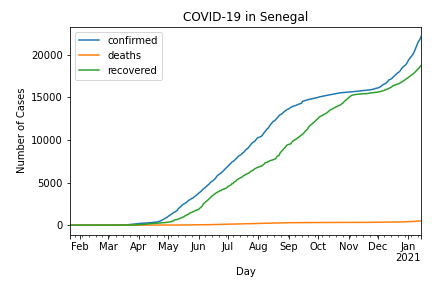 COVID-19 in Senegal
confirmed
deaths
recovered
Number of Cases
20000
15000
10000
5000
0
Feb Mar Apr May Jun Jul Aug Sep Oct Nov Dec Jan
2021
Day